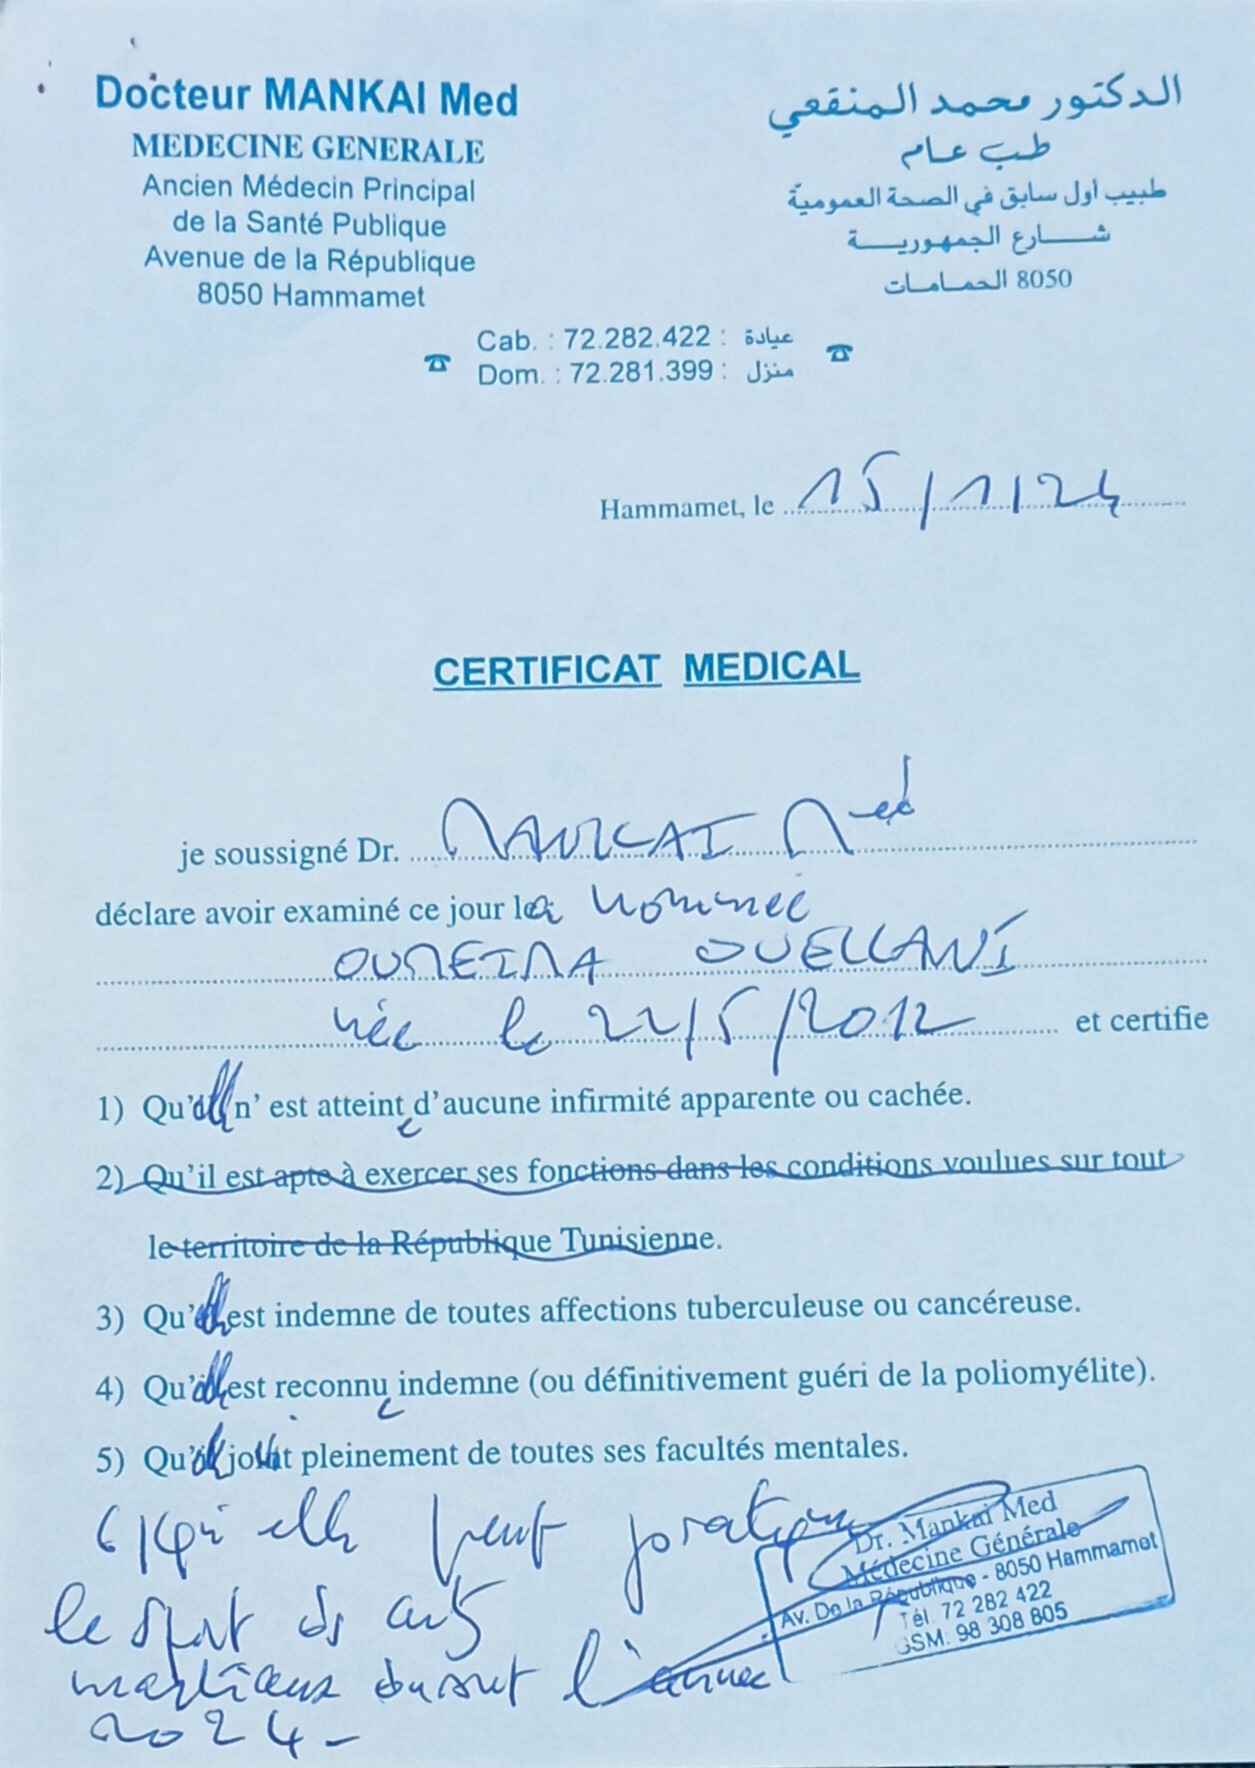 Docteur MANKAI Med
MEDECINE GENERALE
Ancien Médecin Principal
de la Santé Publique
Avenue de la République
8050 Hammamet
الدكتور محمد المنقعي
طب عام
طبيب أول سابق في الصحة العمومية
شارع الجمهورية
8050 الحمامات
Cab. : 72.282.422 : عيادة
Dom. : 72.281.399 : منزل
Hammamet, le 15/1/24
CERTIFICAT MEDICAL
je soussigné Dr. MANKAI Med
déclare avoir examiné ce jour la nommée
OUMEIMA OUELLANI
née le 22/5/2012 et certifie
1) Qu'elle n' est atteinte d'aucune infirmité apparente ou cachée.
2) Qu'il est apte à exercer ses fonctions dans les conditions voulues sur tout
le territoire de la République Tunisienne.
3) Qu'elle est indemne de toutes affections tuberculeuse ou cancéreuse.
4) Qu'elle est reconnue indemne (ou définitivement guéri de la poliomyélite).
5) Qu'elle jouit pleinement de toutes ses facultés mentales.
6) qu'elle peut pratiquer
le sport ds arts
martiaux durant l'année
2024-
Dr. Mankai Med
Médecine Générale
Av. De la République - 8050 Hammamet
Tél. 72 282 422
GSM: 98 308 805